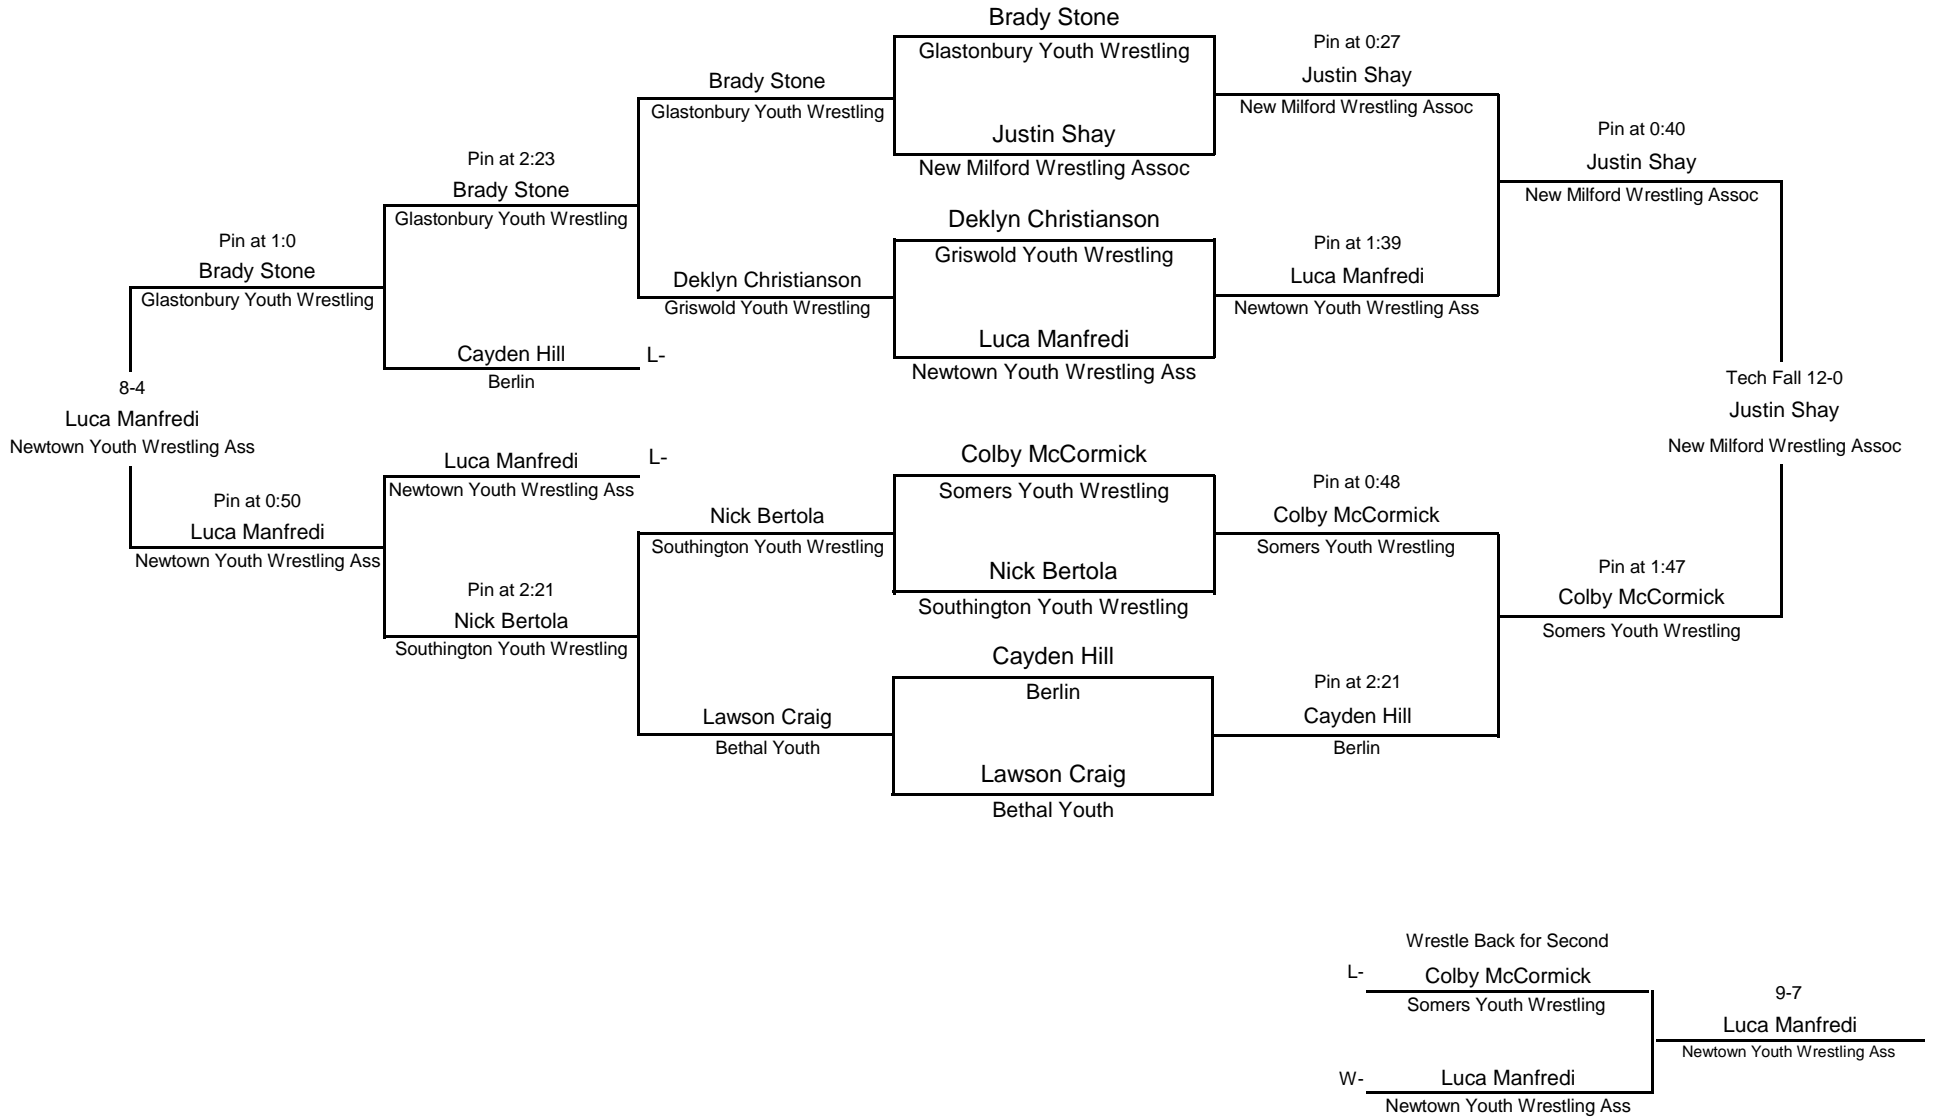 Brady Stone
Glastonbury Youth Wrestling
Pin at 0:27
Justin Shay
New Milford Wrestling Assoc
Brady Stone
Glastonbury Youth Wrestling
Justin Shay
New Milford Wrestling Assoc
Pin at 0:40
Justin Shay
New Milford Wrestling Assoc
Pin at 2:23
Brady Stone
Glastonbury Youth Wrestling
Deklyn Christianson
Griswold Youth Wrestling
Pin at 1:39
Luca Manfredi
Newtown Youth Wrestling Ass
Pin at 1:0
Brady Stone
Glastonbury Youth Wrestling
Deklyn Christianson
Griswold Youth Wrestling
Luca Manfredi
Newtown Youth Wrestling Ass
Cayden Hill
L-
Berlin
8-4
Luca Manfredi
Newtown Youth Wrestling Ass
Tech Fall 12-0
Justin Shay
New Milford Wrestling Assoc
Luca Manfredi
L-
Newtown Youth Wrestling Ass
Colby McCormick
Somers Youth Wrestling
Pin at 0:48
Colby McCormick
Somers Youth Wrestling
Pin at 0:50
Luca Manfredi
Newtown Youth Wrestling Ass
Nick Bertola
Southington Youth Wrestling
Nick Bertola
Southington Youth Wrestling
Pin at 1:47
Colby McCormick
Somers Youth Wrestling
Pin at 2:21
Nick Bertola
Southington Youth Wrestling
Cayden Hill
Berlin
Pin at 2:21
Cayden Hill
Berlin
Lawson Craig
Bethal Youth
Lawson Craig
Bethal Youth
Wrestle Back for Second
L-
Colby McCormick
Somers Youth Wrestling
9-7
Luca Manfredi
Newtown Youth Wrestling Ass
W-
Luca Manfredi
Newtown Youth Wrestling Ass